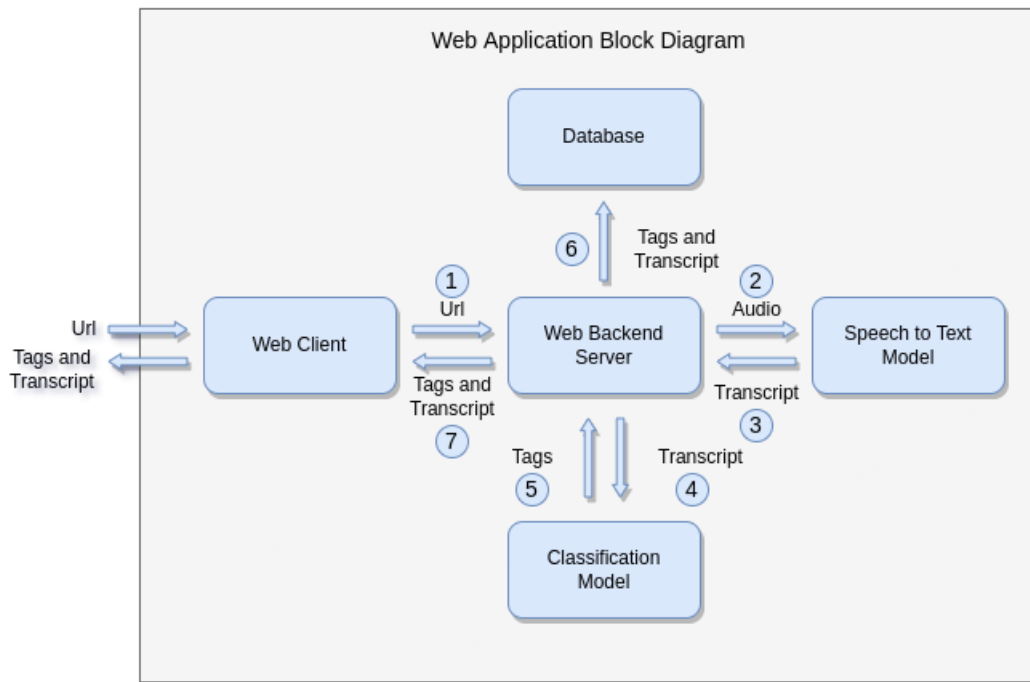 Web Application Block Diagram
Database
6
Tags and
Transcript
1
Url
2
Audio
Url
Tags and
Transcript
Web Client
Web Backend
Server
Speech to Text
Model
Tags and
Transcript
7
Transcript
3
Tags
5
Transcript
4
Classification
Model